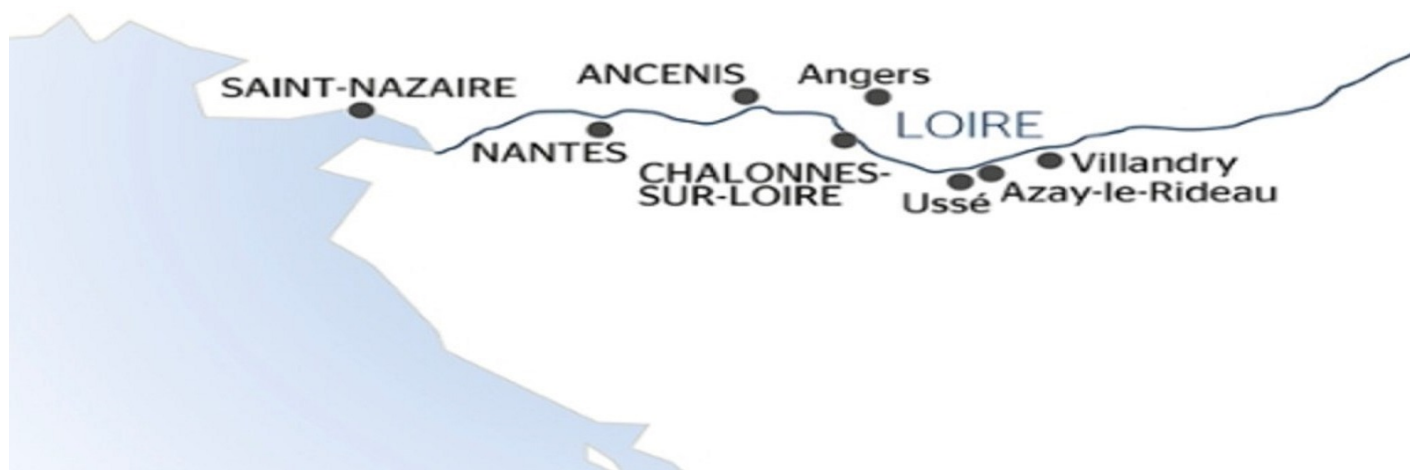 ANCENIS
Angers
SAINT-NAZAIRE
LOIRE
NANTES
CHALONNES-
SUR-LOIRE
Villandry
Ussé
Azay-le-Rideau